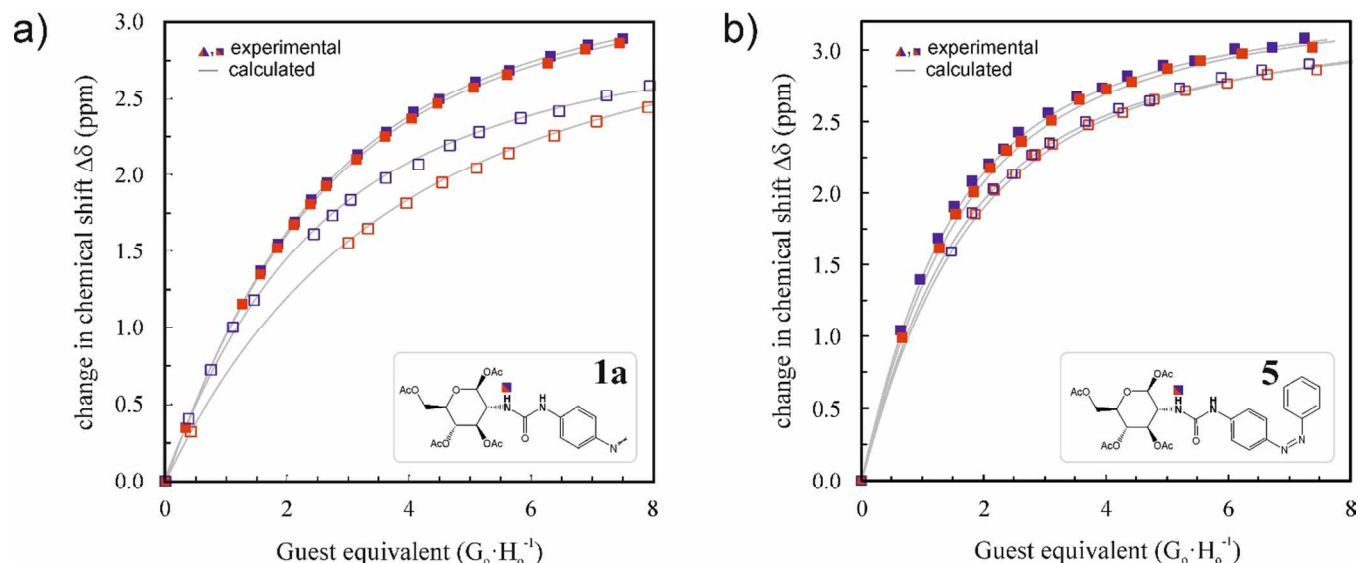 a)
change in chemical shift Δδ (ppm)
3.0
2.5
2.0
1.5
1.0
0.5
0.0
, experimental
calculated
1a
OAc
AcO
O
H
N
H
N
O
AcO
OAc
N
0 2 4 6 8
Guest equivalent (G₀·H₀⁻¹)
b)
change in chemical shift Δδ (ppm)
3.0
2.5
2.0
1.5
1.0
0.5
0.0
, experimental
calculated
5
OAc
AcO
O
H
N
H
N
O
AcO
OAc
N=N
0 2 4 6 8
Guest equivalent (G₀·H₀⁻¹)